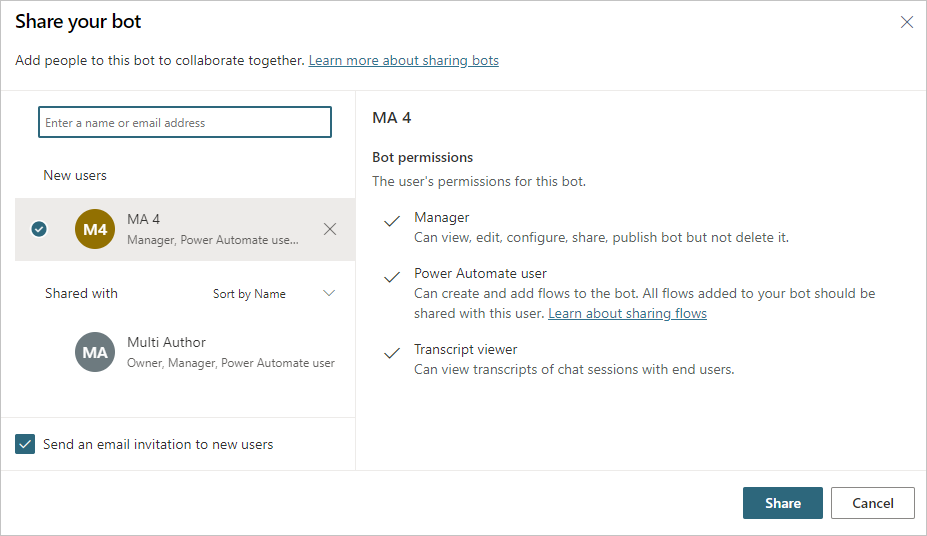 Share your bot
Add people to this bot to collaborate together. Learn more about sharing bots
Enter a name or email address
New users
M4
MA 4
Manager, Power Automate use...
Shared with
Sort by Name
MA
Multi Author
Owner, Manager, Power Automate user
Send an email invitation to new users
MA 4
Bot permissions
The user's permissions for this bot.
Manager
Can view, edit, configure, share, publish bot but not delete it.
Power Automate user
Can create and add flows to the bot. All flows added to your bot should be
shared with this user. Learn about sharing flows
Transcript viewer
Can view transcripts of chat sessions with end users.
Share
Cancel